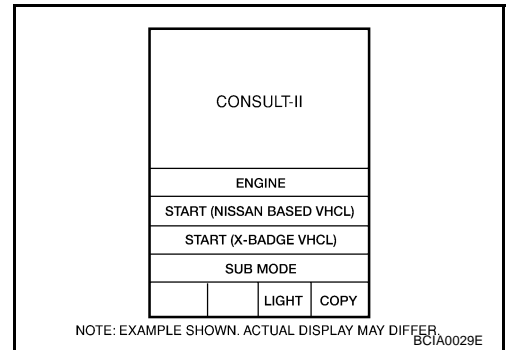 CONSULT-II
ENGINE
START (NISSAN BASED VHCL)
START (X-BADGE VHCL)
SUB MODE
LIGHT COPY
NOTE: EXAMPLE SHOWN. ACTUAL DISPLAY MAY DIFFER.
BCIA0029E